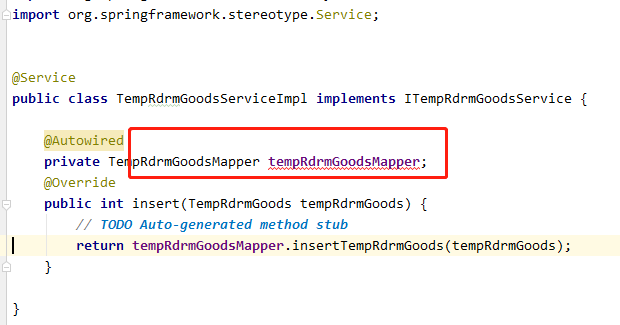 import org.springframework.stereotype.Service;
@Service
public class TempRdrmGoodsServiceImpl implements ITempRdrmGoodsService {
@Autowired
private TempRdrmGoodsMapper tempRdrmGoodsMapper;
@Override
public int insert(TempRdrmGoods tempRdrmGoods) {
// TODO Auto-generated method stub
return tempRdrmGoodsMapper.insertTempRdrmGoods(tempRdrmGoods);
}
}